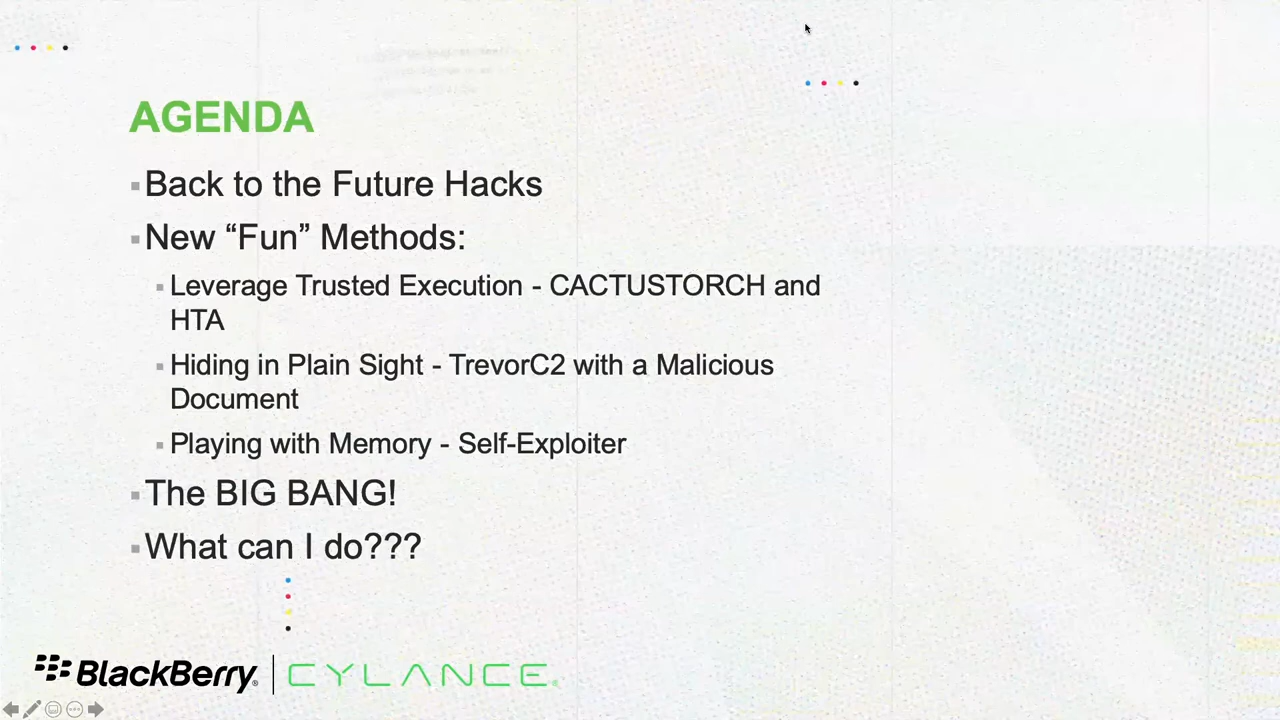 AGENDA
Back to the Future Hacks
New “Fun” Methods:
Leverage Trusted Execution - CACTUSTORCH and
HTA
Hiding in Plain Sight - TrevorC2 with a Malicious
Document
Playing with Memory - Self-Exploiter
The BIG BANG!
What can I do???
BlackBerry® | CYLANCE